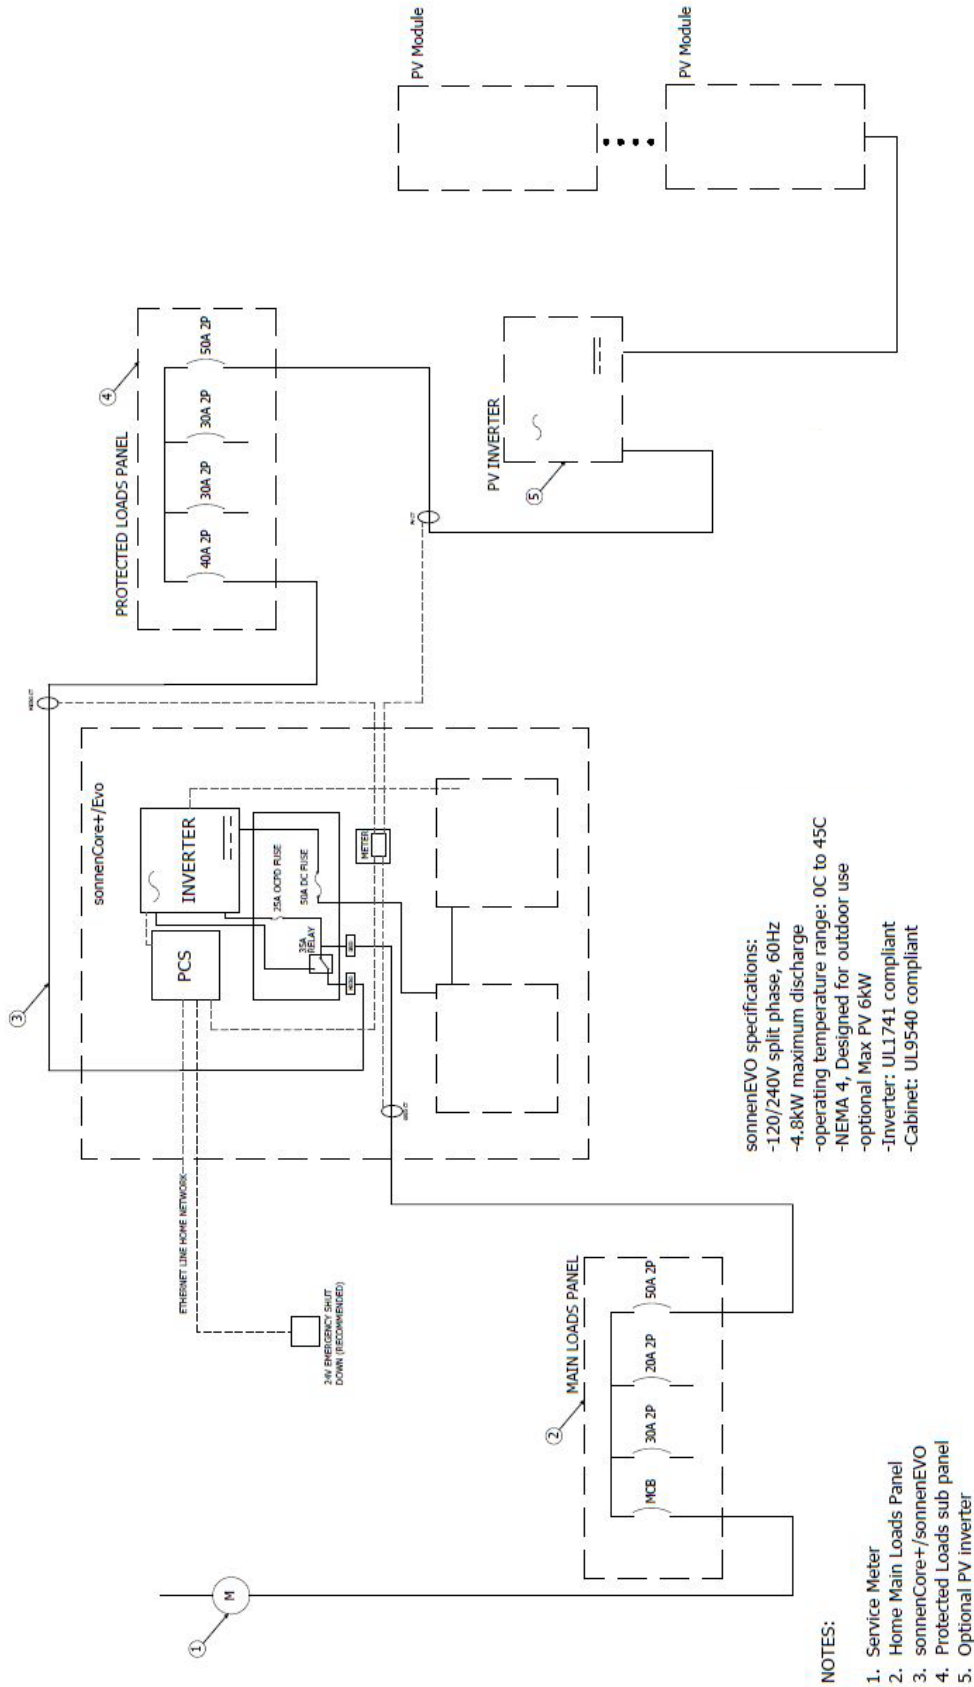 M
1
NOTES:
1. Service Meter
2. Home Main Loads Panel
3. sonnenCore+/sonnenEVO
4. Protected Loads sub panel
5. Optional PV inverter
2
MAIN LOADS PANEL
MCB
30A 2P
20A 2P
50A 2P
24V EMERGENCY SHUT
DOWN (RECOMMENDED)
ETHERNET LINE HOME NETWORK
3
sonnenCore+/Evo
PCS
INVERTER
35A
RELAY
25A OCPD FUSE
50A DC FUSE
METER
sonnenEVO specifications:
-120/240V split phase, 60Hz
-4.8kW maximum discharge
-operating temperature range: 0C to 45C
-NEMA 4, Designed for outdoor use
-optional Max PV 6kW
-Inverter: UL1741 compliant
-Cabinet: UL9540 compliant
PROTECTED LOADS PANEL
4
40A 2P
30A 2P
30A 2P
50A 2P
PV INVERTER
5
PV Module
PV Module